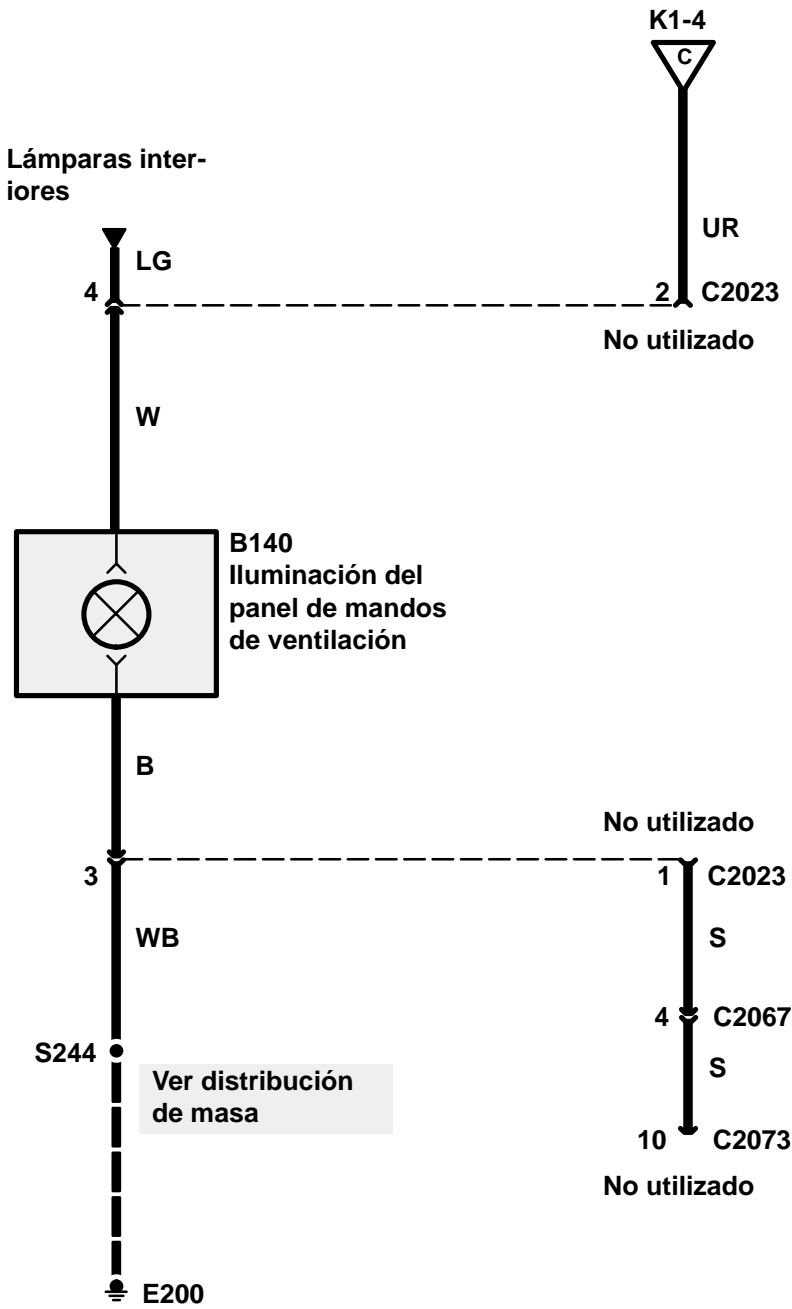 K1-4
C
Lámparas inter-
iores
LG
UR
4
2 C2023
No utilizado
W
B140
Iluminación del
panel de mandos
de ventilación
B
No utilizado
3
1 C2023
WB
S
4 C2067
S244
S
Ver distribución
de masa
10 C2073
No utilizado
E200